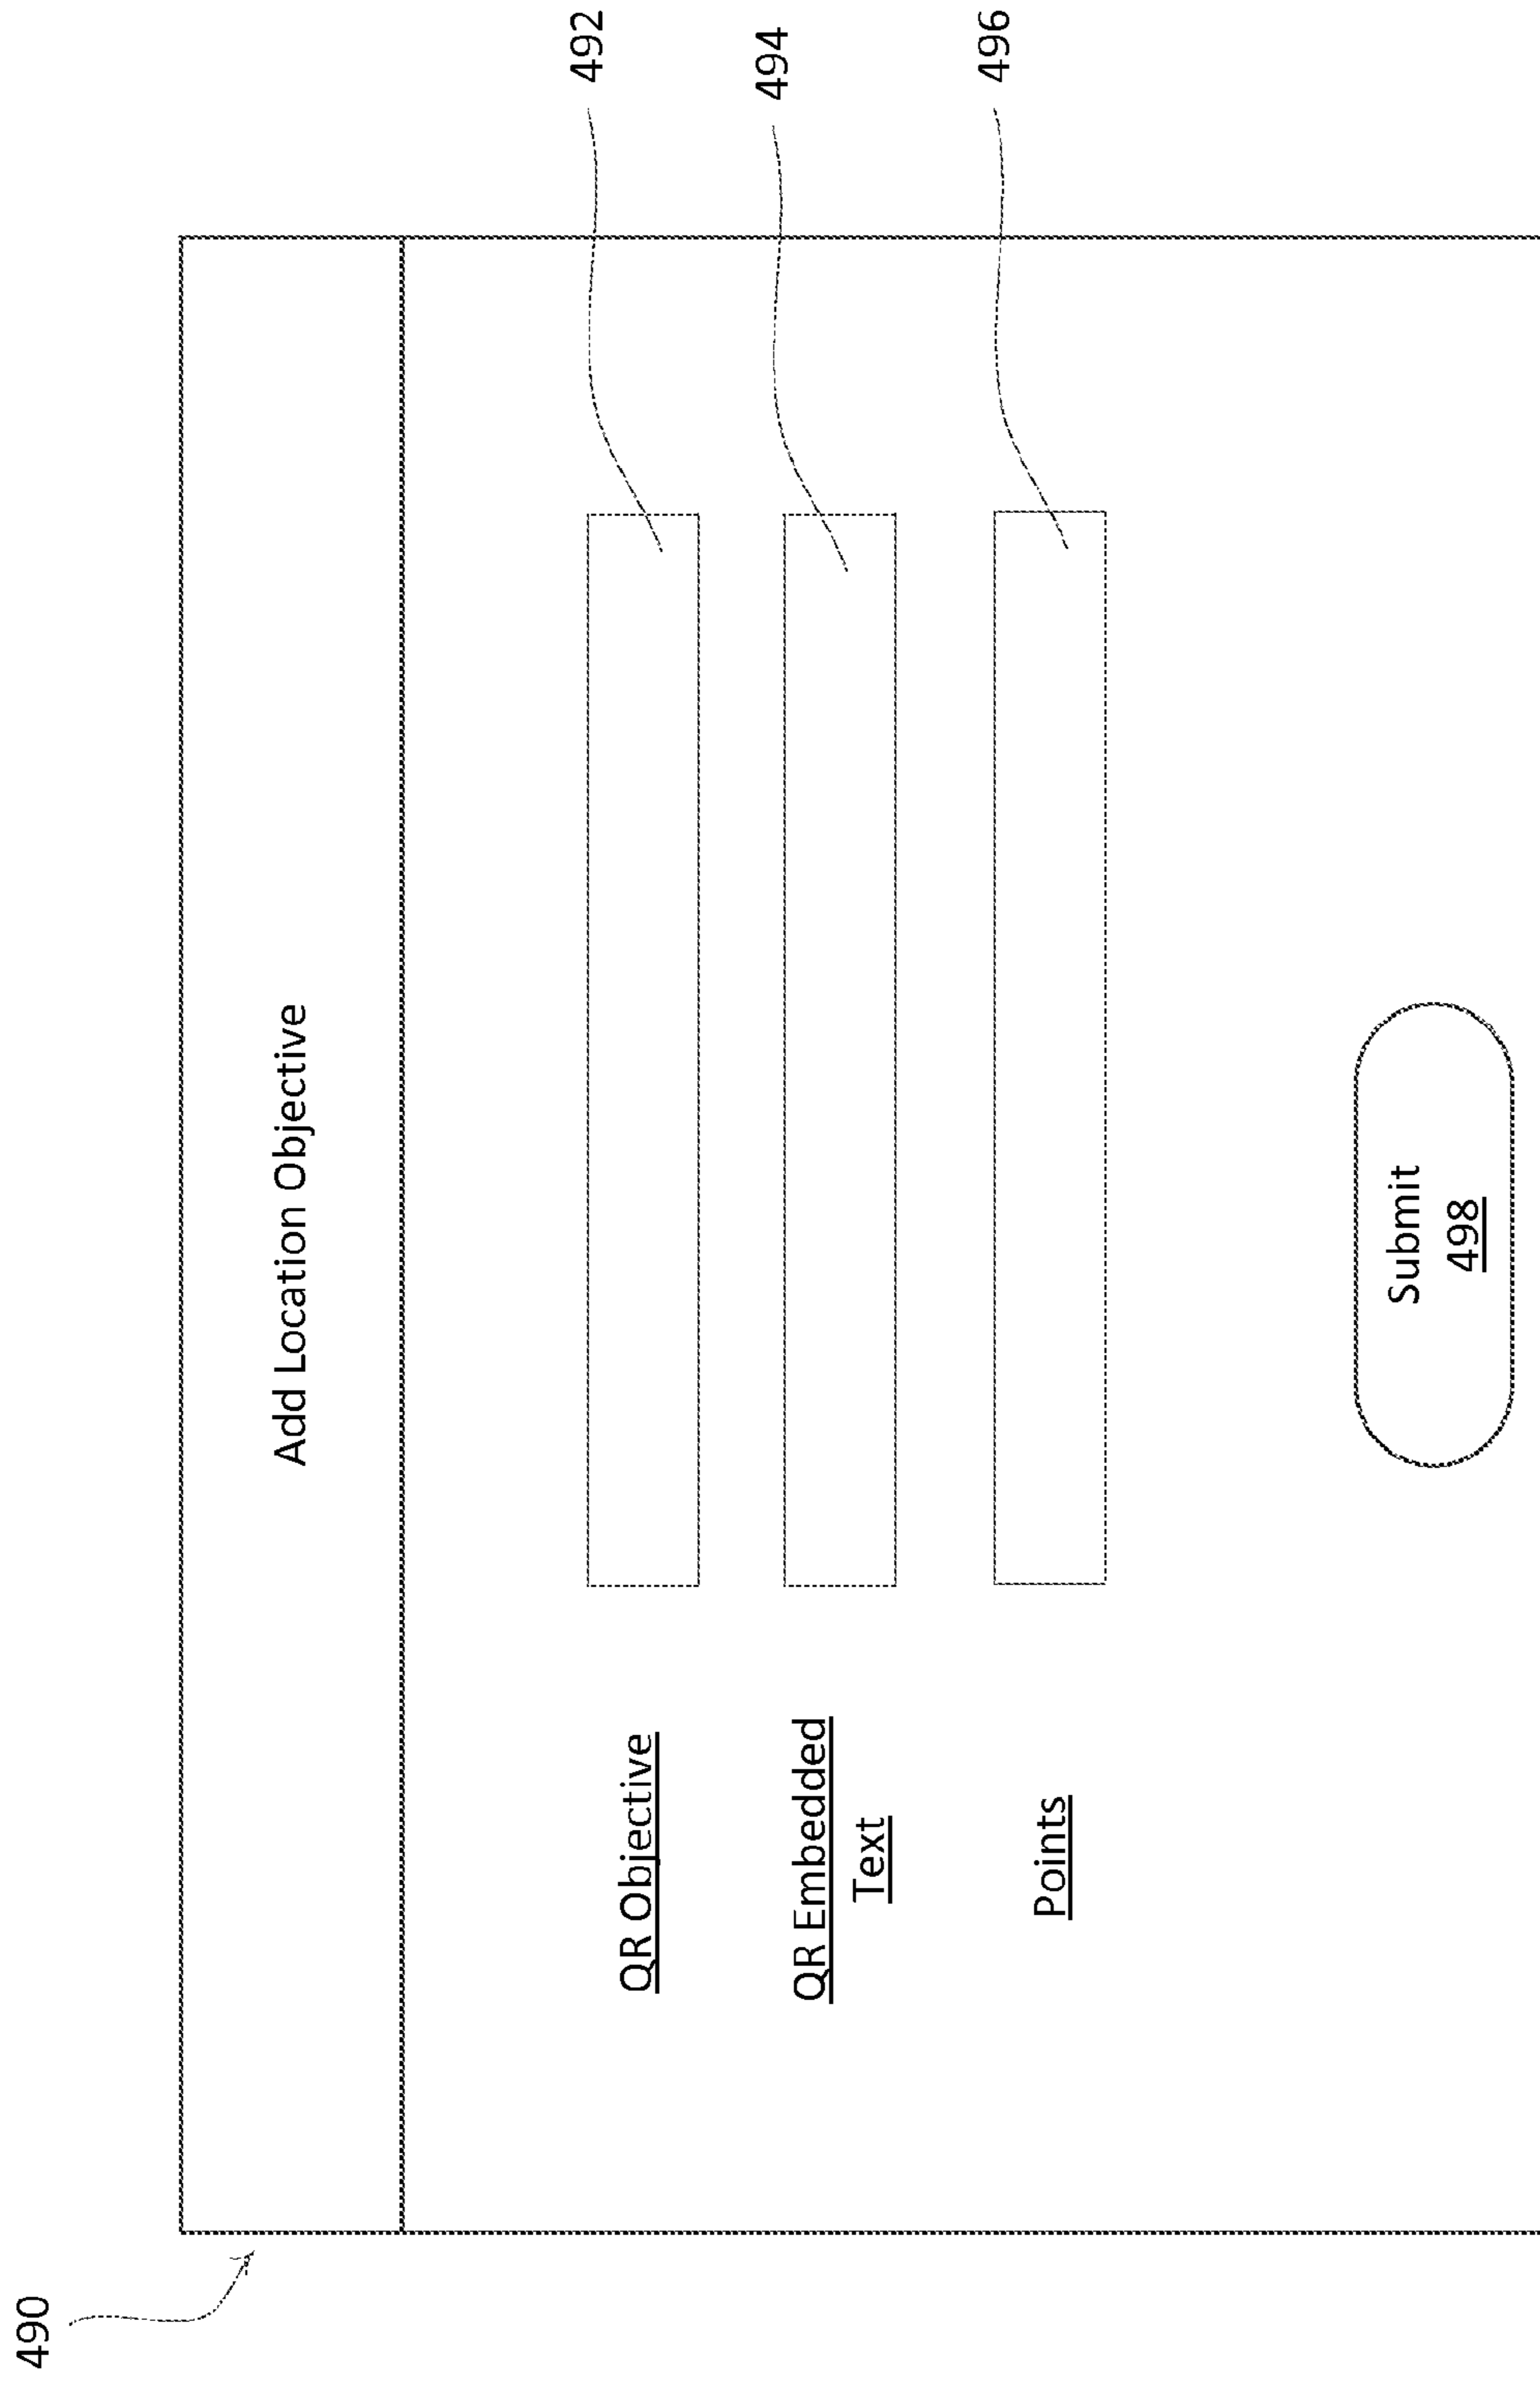 490
Add Location Objective
QR Objective
492
QR Embedded
Text
494
Points
496
Submit
498